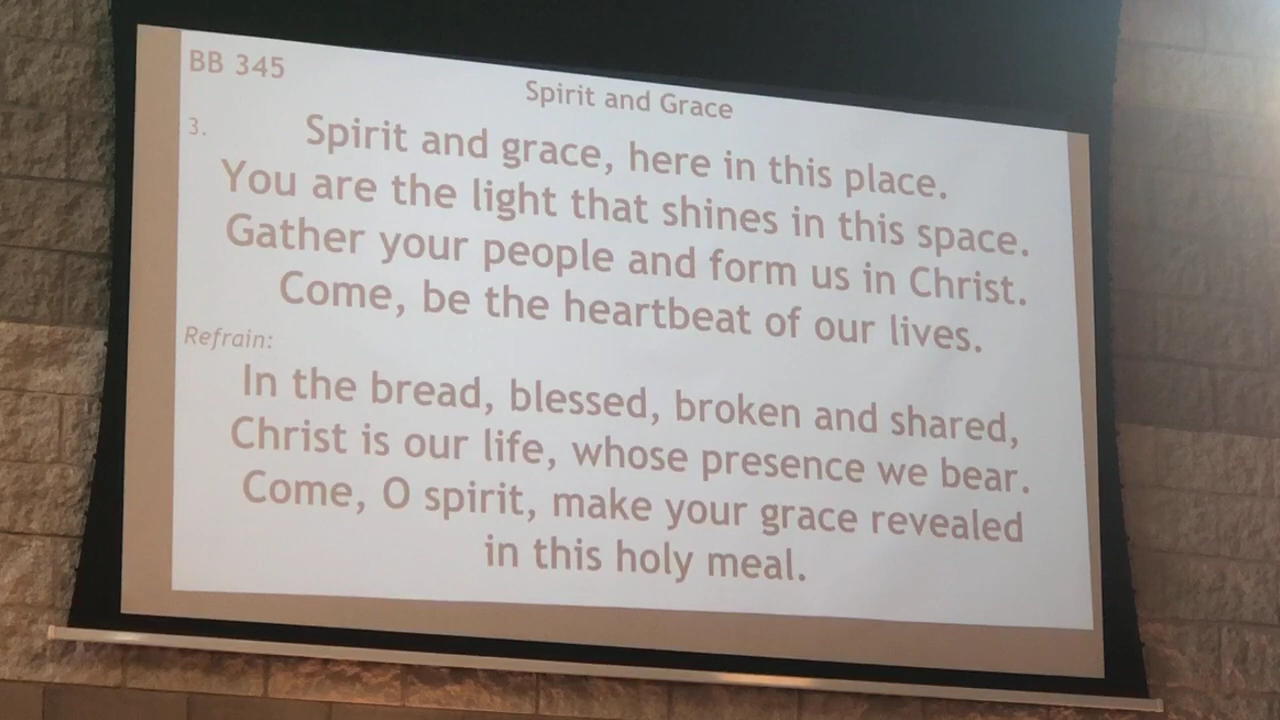 BB 345
Spirit and Grace
3.
Spirit and grace, here in this place.
You are the light that shines in this space.
Gather your people and form us in Christ.
Come, be the heartbeat of our lives.
Refrain:
In the bread, blessed, broken and shared,
Christ is our life, whose presence we bear.
Come, O spirit, make your grace revealed
in this holy meal.